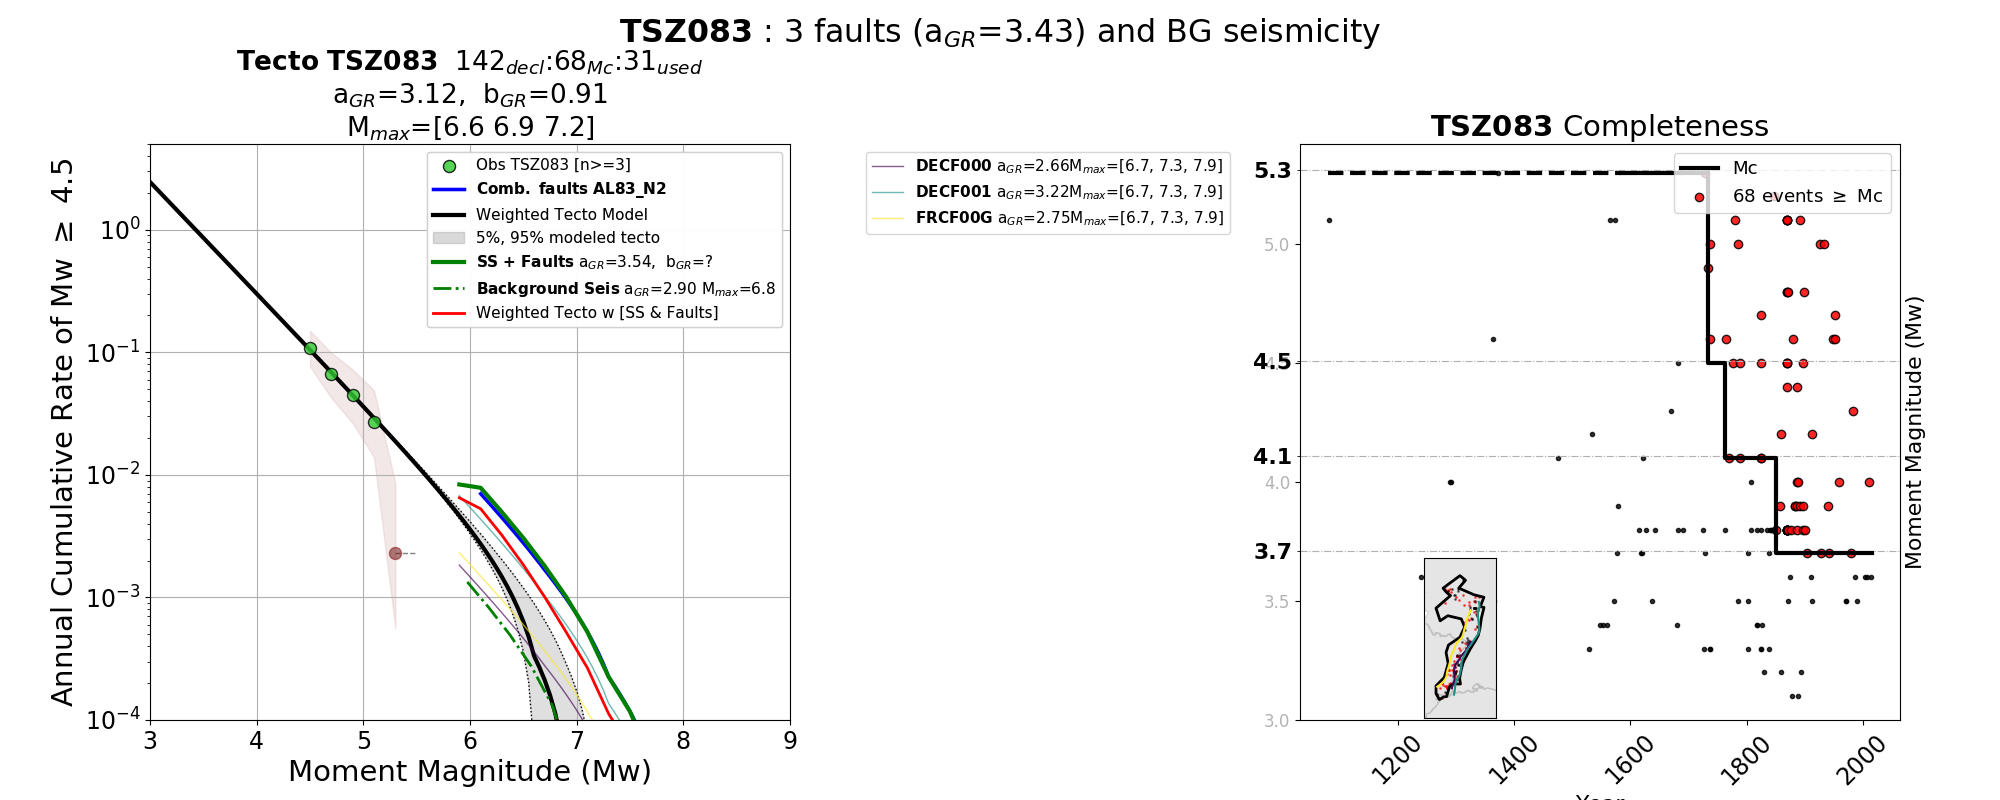 TSZ083 : 3 faults (aGR=3.43) and BG seismicity
Tecto TSZ083 142decl:68Mc:31used
aGR=3.12, bGR=0.91
Mmax=[6.6 6.9 7.2]
Annual Cumulative Rate of Mw ≥ 4.5
10^0
10^−1
10^−2
10^−3
10^−4
3 4 5 6 7 8 9
Moment Magnitude (Mw)
Obs TSZ083 [n>=3]
Comb. faults AL83_N2
Weighted Tecto Model
5%, 95% modeled tecto
SS + Faults aGR=3.54, bGR=?
Background Seis aGR=2.90 Mmax=6.8
Weighted Tecto w [SS & Faults]
DECF000 aGR=2.66Mmax=[6.7, 7.3, 7.9]
DECF001 aGR=3.22Mmax=[6.7, 7.3, 7.9]
FRCF00G aGR=2.75Mmax=[6.7, 7.3, 7.9]
TSZ083 Completeness
Mc
68 events ≥ Mc
5.3
5.0
4.5
4.1
4.0
3.7
3.5
3.0
1200 1400 1600 1800 2000
Year
Moment Magnitude (Mw)